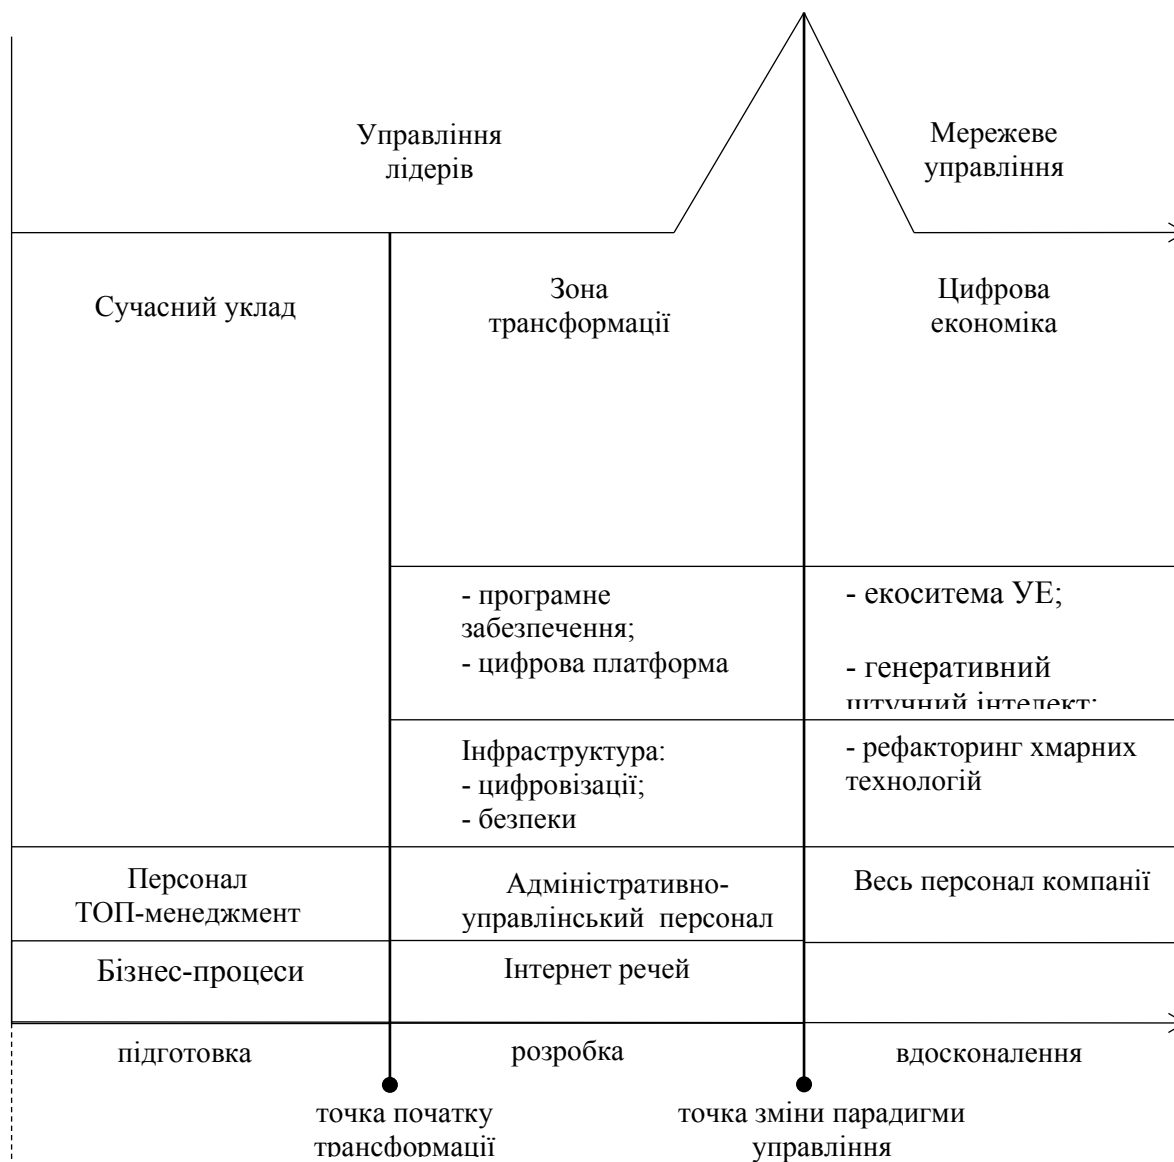 Управління
лідерів
Мережеве
управління
Сучасний уклад
Зона
трансформації
Цифрова
економіка
- програмне
забезпечення;
- цифрова платформа
- екоситема УЕ;
- генеративний
штучний інтелект;
Інфраструктура:
- цифровізації;
- безпеки
- рефакторинг хмарних
технологій
Персонал
ТОП-менеджмент
Адміністративно-
управлінський персонал
Весь персонал компанії
Бізнес-процеси
Інтернет речей
підготовка
розробка
вдосконалення
точка початку
трансформації
точка зміни парадигми
управління